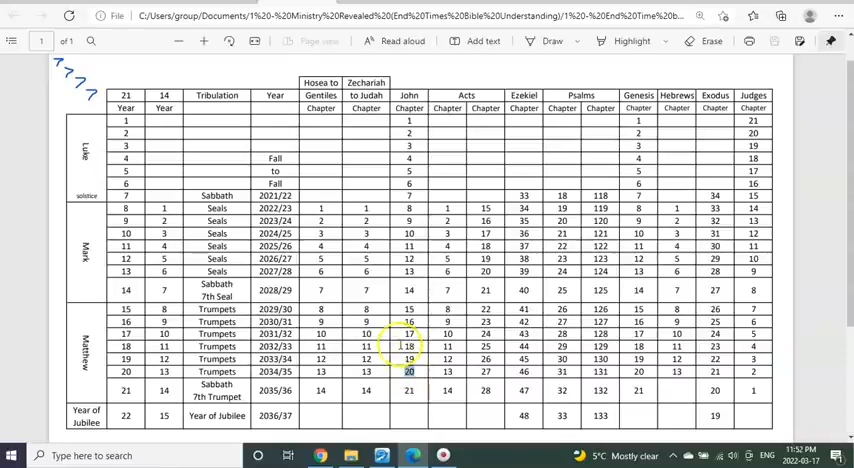 File C:/Users/group/Documents/1%20-%20Ministry%20Revealed%20(End%20Times%20Bible%20Understanding)/1%20-%20End%20Time%20b...
1 of 1 Page view Read aloud Add text Draw Highlight Erase
Hosea to Zechariah
21 14 Tribulation Year Gentiles to Judah John Acts Ezekiel Psalms Genesis Hebrews Exodus Judges
Year Year Chapter Chapter Chapter Chapter Chapter Chapter Chapter Chapter Chapter Chapter
Luke
1 1 1 21
2 2 2 20
3 3 3 19
4 Fall 4 4 18
5 to 5 5 17
6 Fall 6 6 16
solstice 7 Sabbath 2021/22 7 33 18 118 7 34 15
Mark
8 1 Seals 2022/23 1 1 8 1 15 34 19 119 8 1 33 14
9 2 Seals 2023/24 2 2 9 2 16 35 20 120 9 2 32 13
10 3 Seals 2024/25 3 3 10 3 17 36 21 121 10 3 31 12
11 4 Seals 2025/26 4 4 11 4 18 37 22 122 11 4 30 11
12 5 Seals 2026/27 5 5 12 5 19 38 23 123 12 5 29 10
13 6 Seals 2027/28 6 6 13 6 20 39 24 124 13 6 28 9
14 7 Sabbath 7th Seal 2028/29 7 7 14 7 21 40 25 125 14 7 27 8
Matthew
15 8 Trumpets 2029/30 8 8 15 8 22 41 26 126 15 8 26 7
16 9 Trumpets 2030/31 9 9 16 9 23 42 27 127 16 9 25 6
17 10 Trumpets 2031/32 10 10 17 10 24 43 28 128 17 10 24 5
18 11 Trumpets 2032/33 11 11 18 11 25 44 29 129 18 11 23 4
19 12 Trumpets 2033/34 12 12 19 12 26 45 30 130 19 12 22 3
20 13 Trumpets 2034/35 13 13 20 13 27 46 31 131 20 13 21 2
21 14 Sabbath 7th Trumpet 2035/36 14 14 21 14 28 47 32 132 21 20 1
Year of Jubilee 22 15 Year of Jubilee 2036/37 48 33 133 19
Type here to search
5°C Mostly clear ENG 11:52 PM
2022-03-17